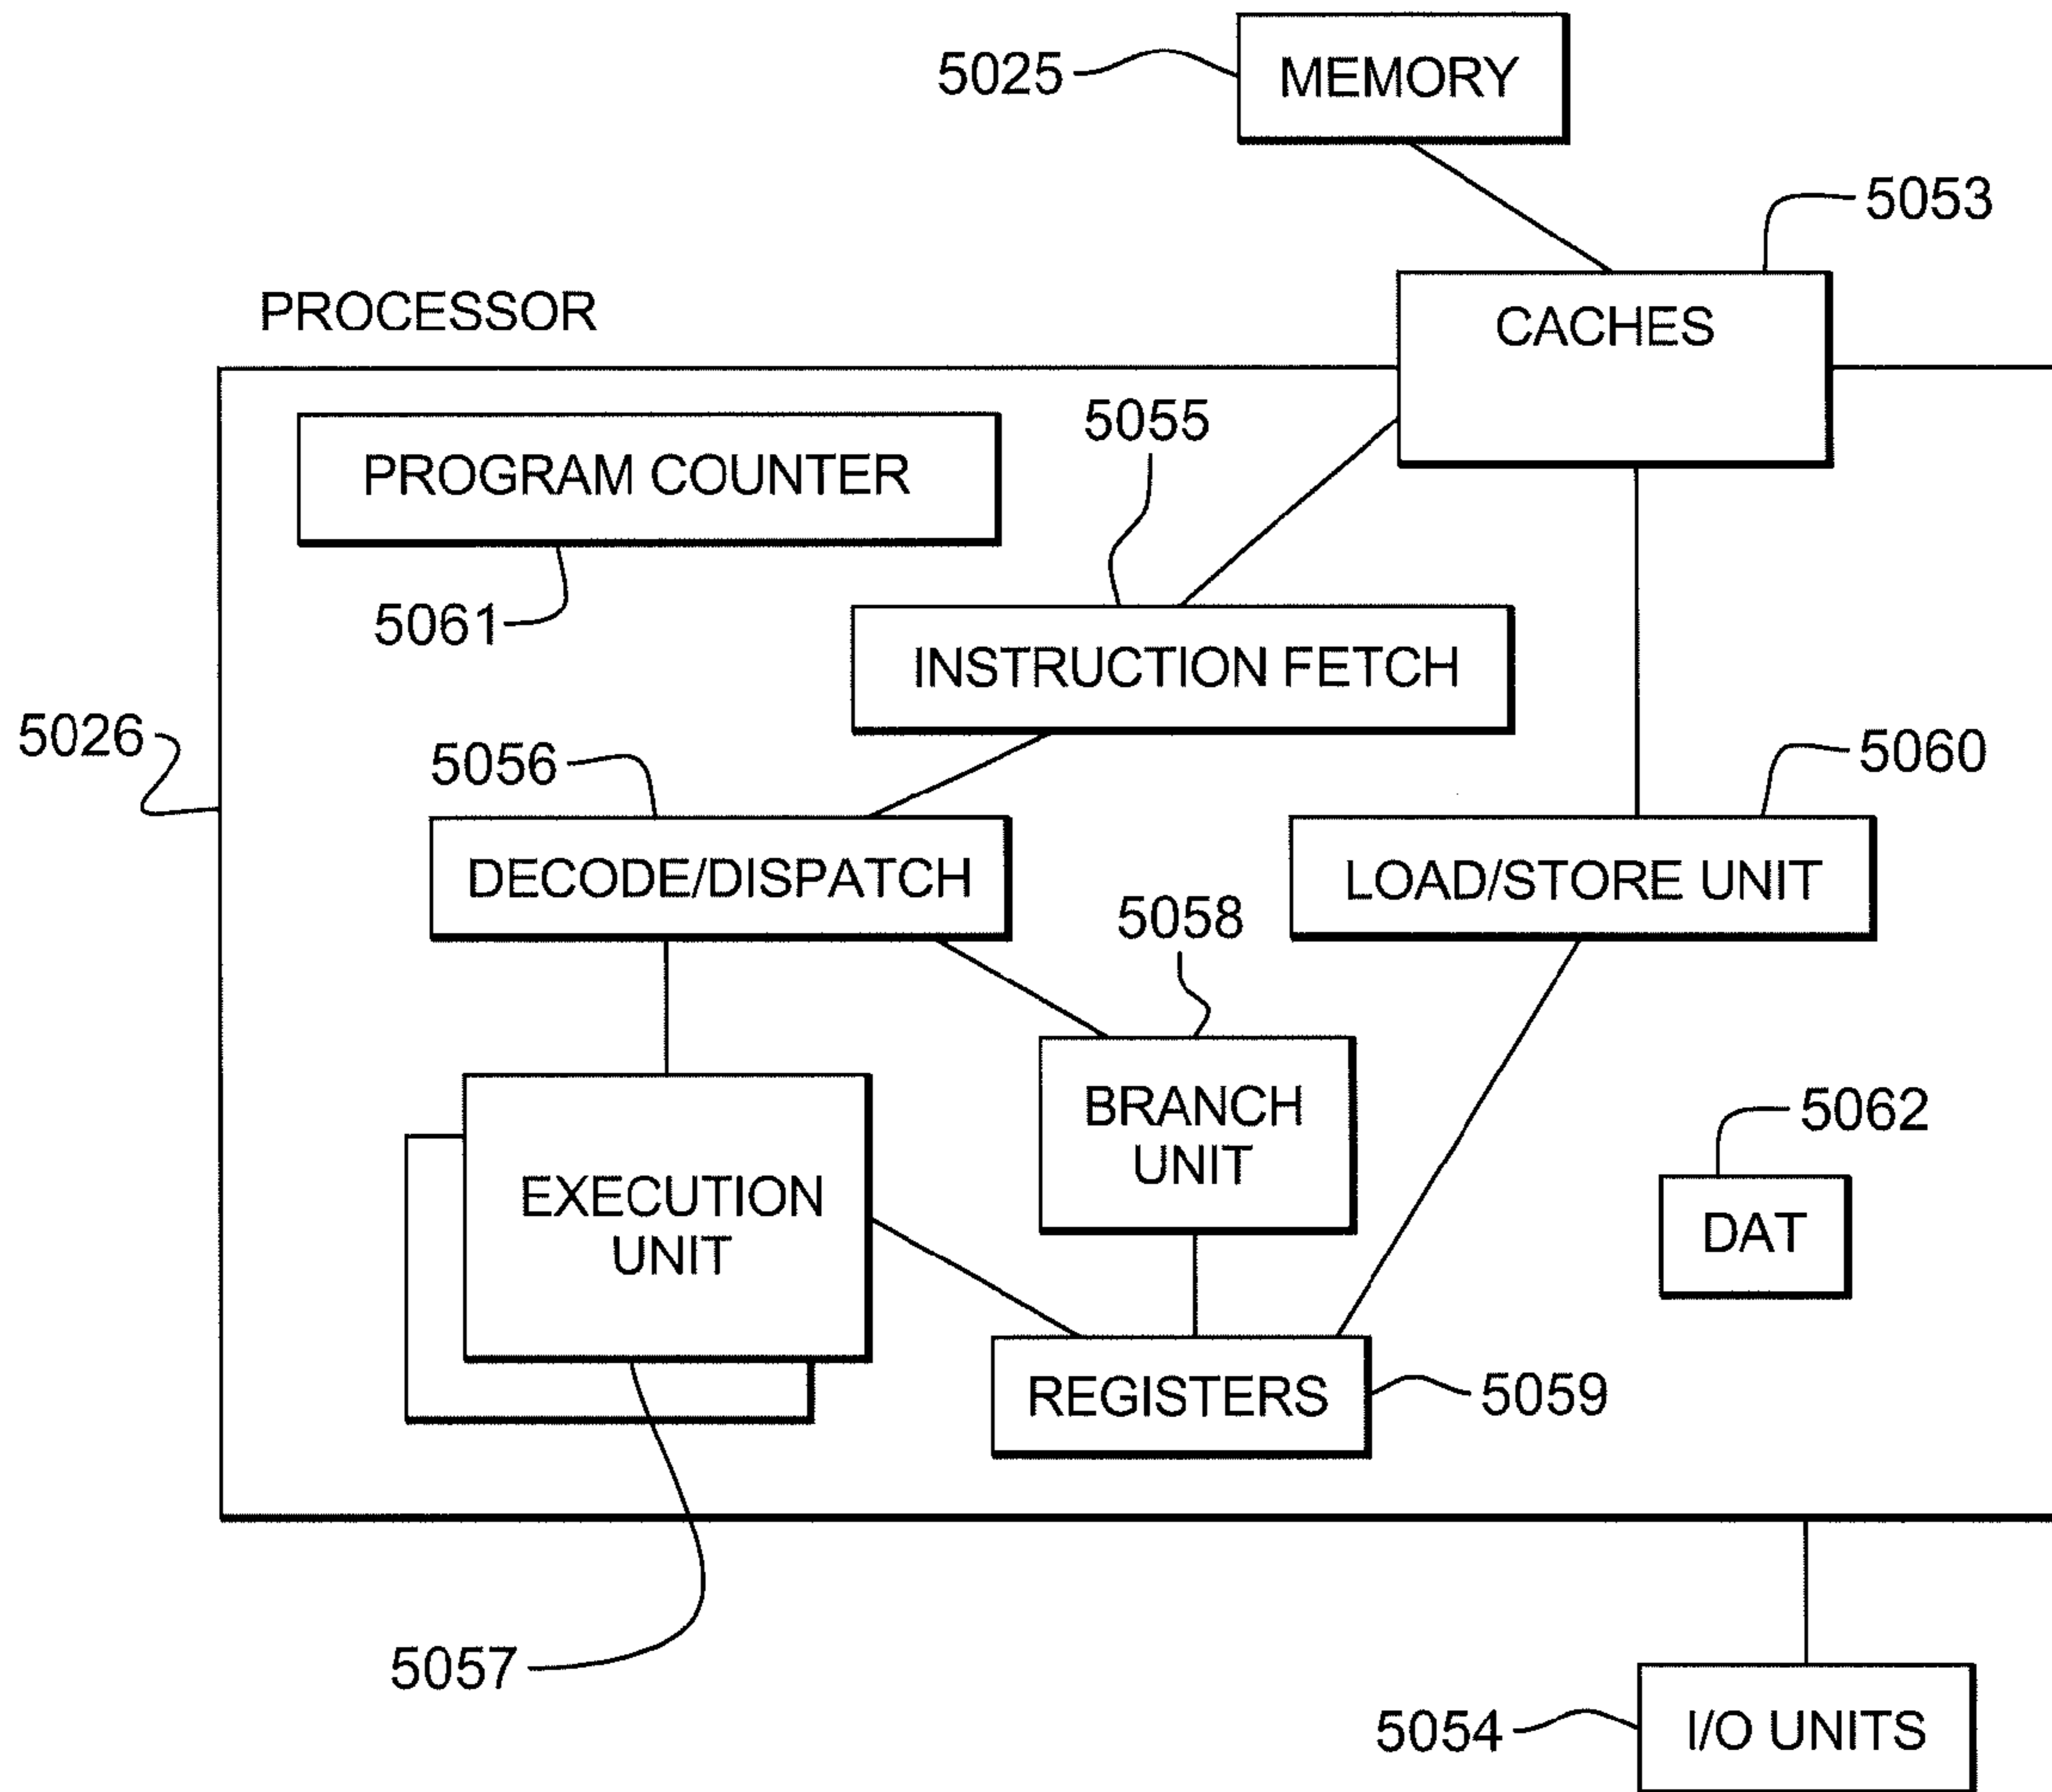 5025
MEMORY
5053
PROCESSOR
CACHES
5055
PROGRAM COUNTER
5061
INSTRUCTION FETCH
5026
5056
5060
DECODE/DISPATCH
LOAD/STORE UNIT
5058
BRANCH
UNIT
5062
EXECUTION
UNIT
DAT
REGISTERS
5059
5057
5054
I/O UNITS